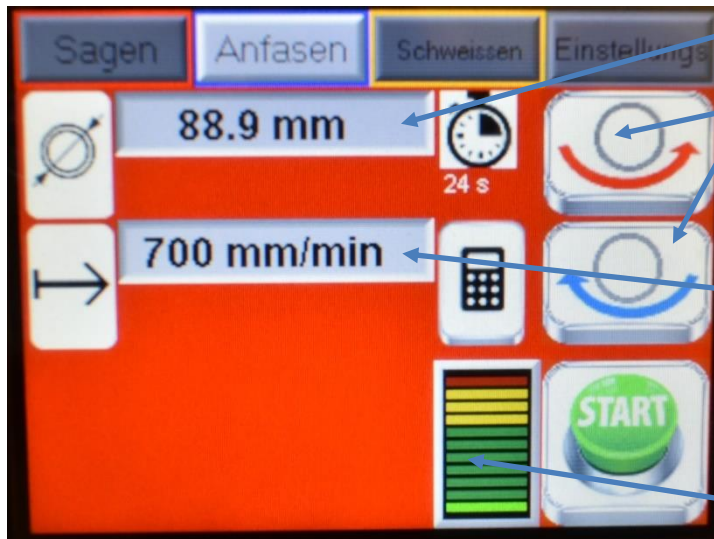 Sagen Anfasen Schweissen Einstellungs
88.9 mm
24 s
700 mm/min
START